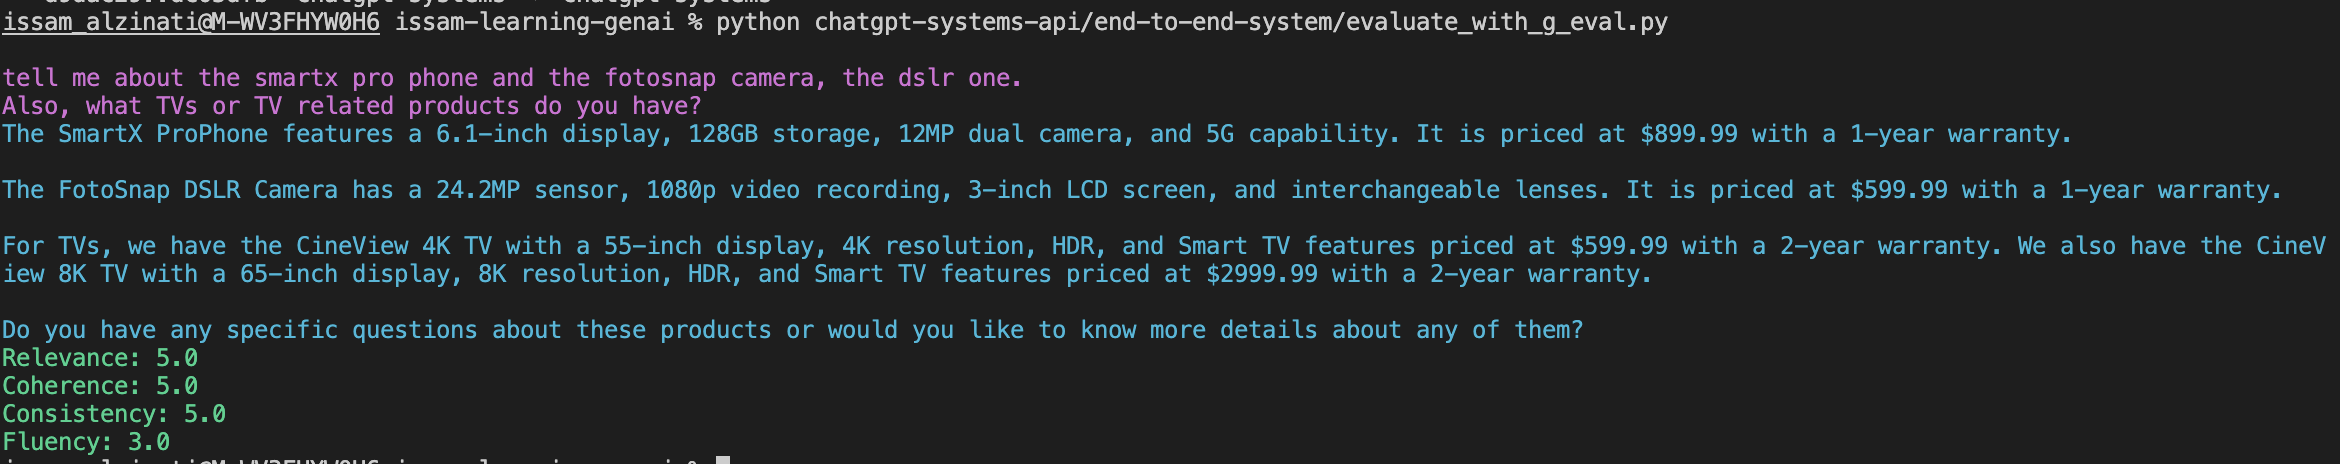 issam_alzinati@M-WV3FHYW0H6 issam-learning-genai % python chatgpt-systems-api/end-to-end-system/evaluate_with_g_eval.py
tell me about the smartx pro phone and the fotosnap camera, the dslr one.
Also, what TVs or TV related products do you have?
The SmartX ProPhone features a 6.1-inch display, 128GB storage, 12MP dual camera, and 5G capability. It is priced at $899.99 with a 1-year warranty.
The FotoSnap DSLR Camera has a 24.2MP sensor, 1080p video recording, 3-inch LCD screen, and interchangeable lenses. It is priced at $599.99 with a 1-year warranty.
For TVs, we have the CineView 4K TV with a 55-inch display, 4K resolution, HDR, and Smart TV features priced at $599.99 with a 2-year warranty. We also have the CineV
iew 8K TV with a 65-inch display, 8K resolution, HDR, and Smart TV features priced at $2999.99 with a 2-year warranty.
Do you have any specific questions about these products or would you like to know more details about any of them?
Relevance: 5.0
Coherence: 5.0
Consistency: 5.0
Fluency: 3.0
issam_alzinati@M-WV3FHYW0H6 issam-learning-genai %